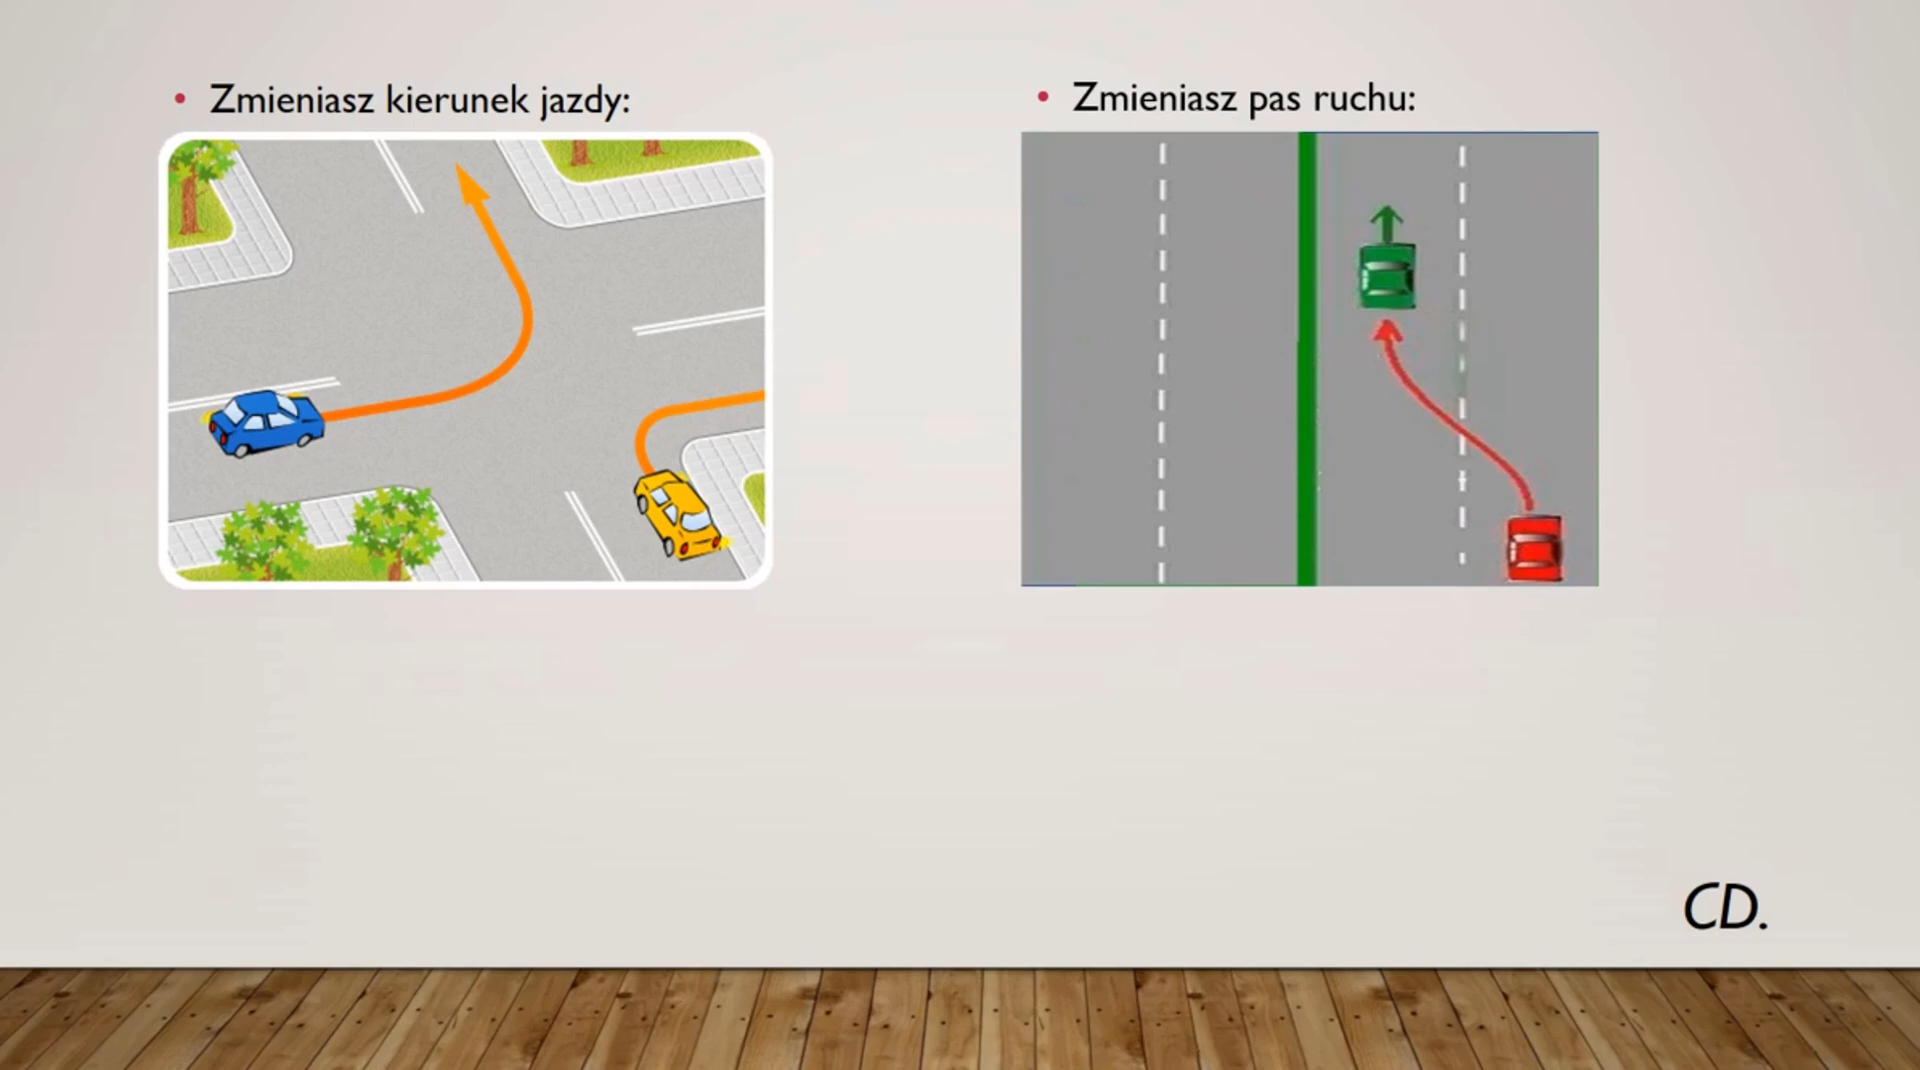 • Zmieniasz kierunek jazdy:
• Zmieniasz pas ruchu:
CD.